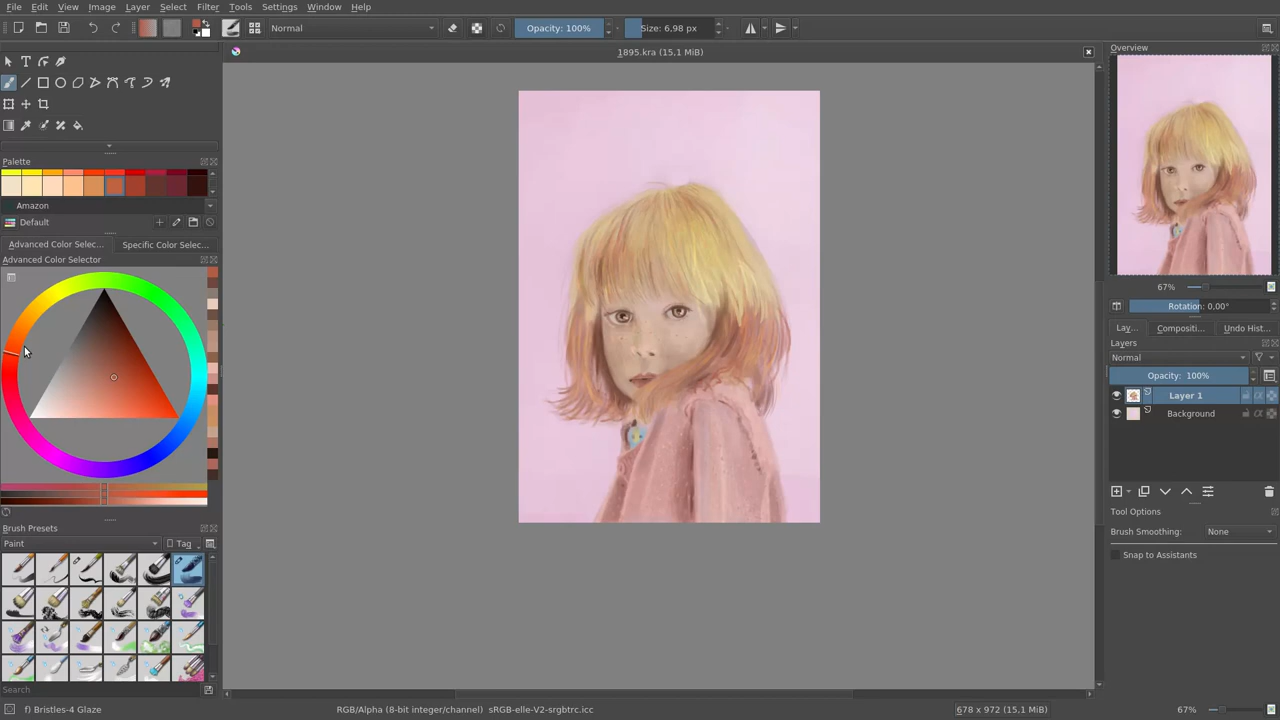 File Edit View Image Layer Select Filter Tools Settings Window Help
Normal Opacity: 100% Size: 6,98 px
1895.kra (15,1 MiB)
Overview
67%
Rotation: 0,00°
Lay... Compositi... Undo Hist...
Layers
Normal
Opacity: 100%
Layer 1
Background
Tool Options
Brush Smoothing: None
Snap to Assistants
Palette
Amazon
Default
Advanced Color Selec... Specific Color Selec...
Advanced Color Selector
Brush Presets
Paint Tag
Search
f) Bristles-4 Glaze RGB/Alpha (8-bit integer/channel) sRGB-elle-V2-srgbtrc.icc 678 x 972 (15,1 MiB) 67%